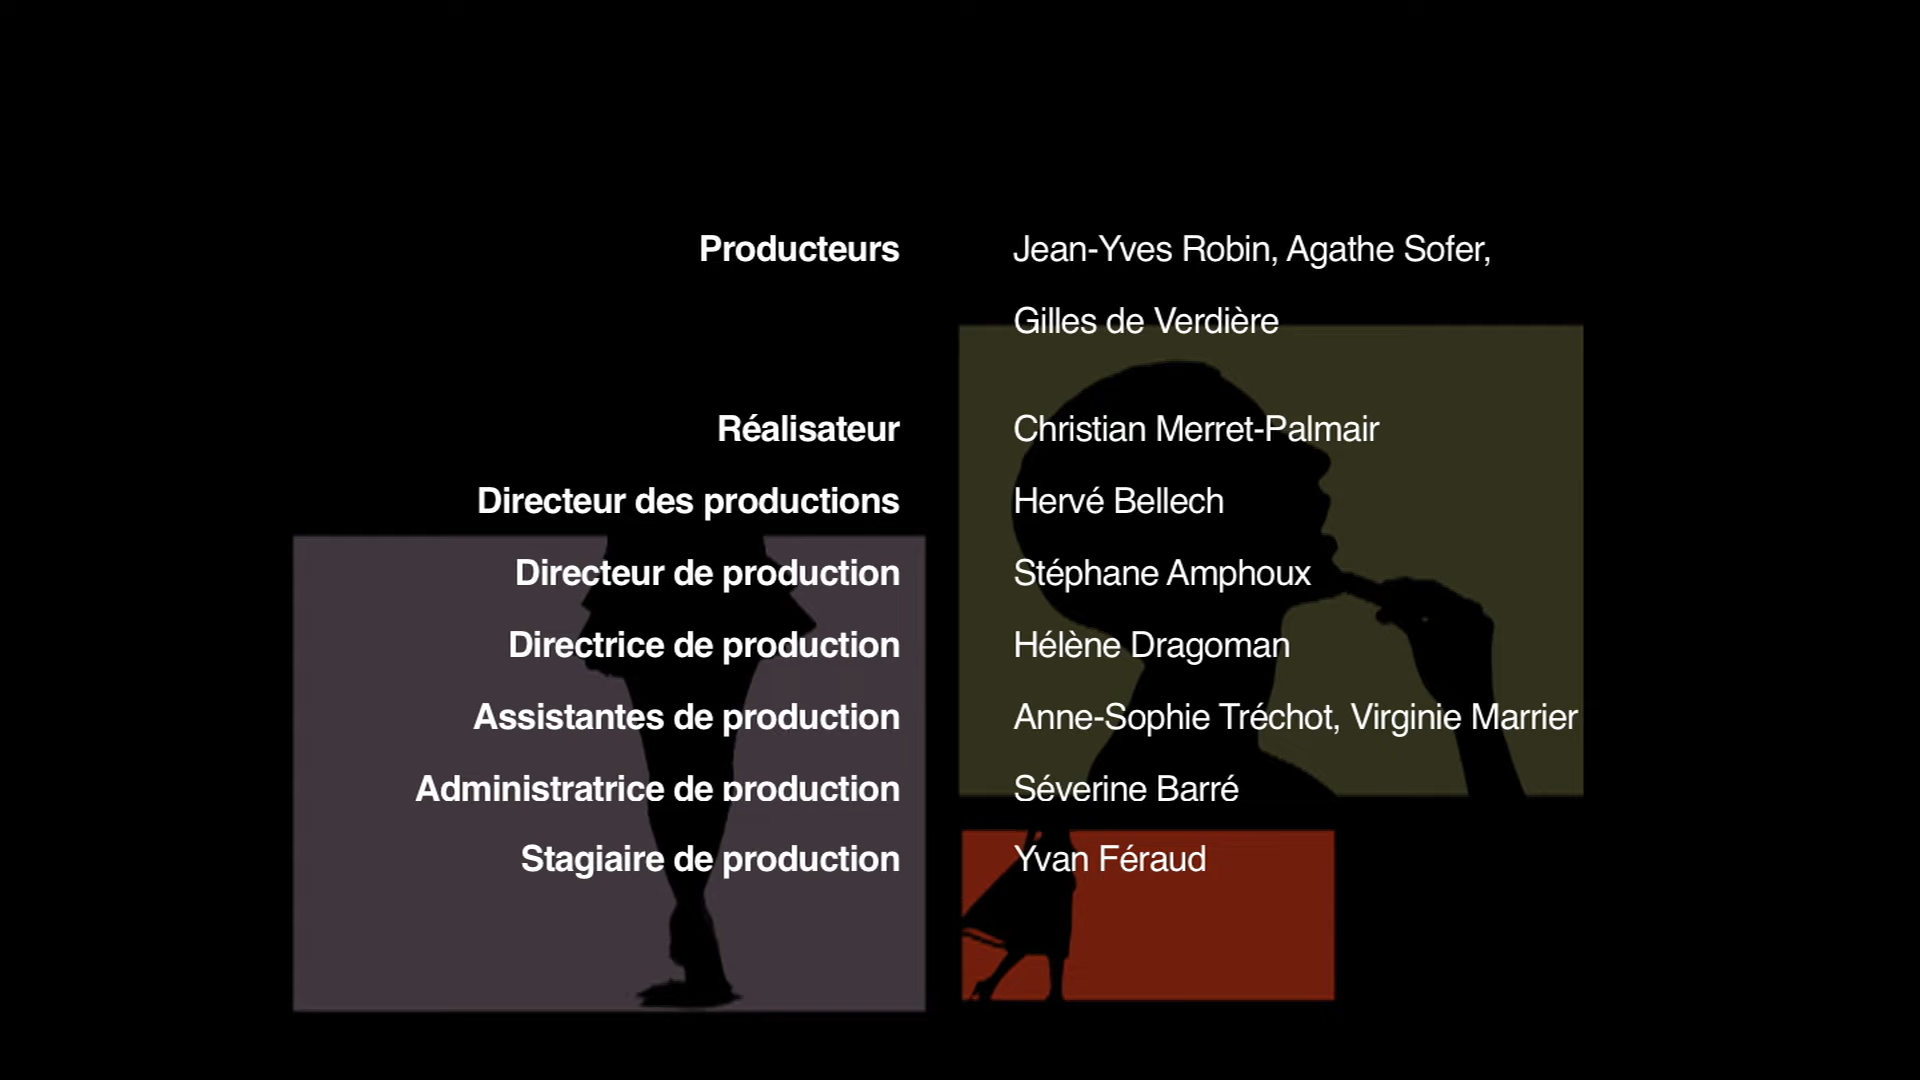 Producteurs Jean-Yves Robin, Agathe Sofer,
Gilles de Verdière
Réalisateur Christian Merret-Palmair
Directeur des productions Hervé Bellech
Directeur de production Stéphane Amphoux
Directrice de production Hélène Dragoman
Assistantes de production Anne-Sophie Tréchot, Virginie Marrier
Administratrice de production Séverine Barré
Stagiaire de production Yvan Féraud